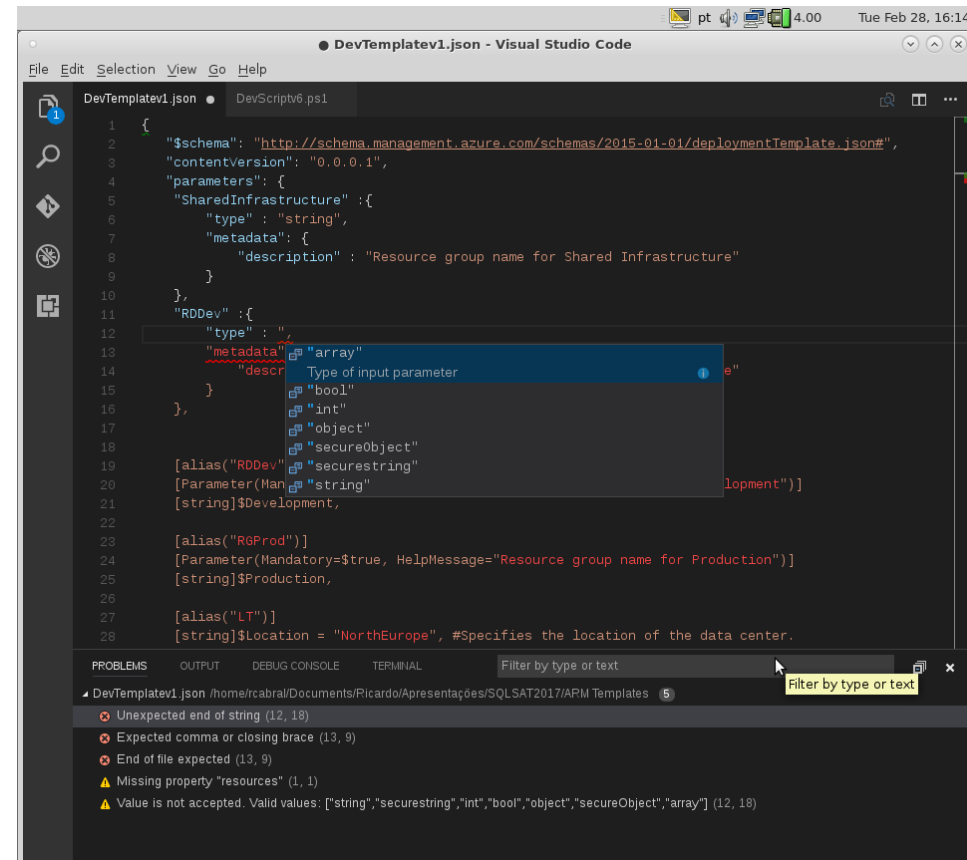 pt 4.00 Tue Feb 28, 16:14
● DevTemplatev1.json - Visual Studio Code
File Edit Selection View Go Help
DevTemplatev1.json ● DevScriptv6.ps1
1 {
2 "$schema": "http://schema.management.azure.com/schemas/2015-01-01/deploymentTemplate.json#",
3 "contentVersion": "0.0.0.1",
4 "parameters": {
5 "SharedInfrastructure" :{
6 "type" : "string",
7 "metadata": {
8 "description" : "Resource group name for Shared Infrastructure"
9 }
10 },
11 "RDDev" :{
12 "type" : ",
13 "metadata"
"array"
14 "descr
Type of input parameter
e"
15 }
"bool"
16 },
"int"
17
"object"
18
"secureObject"
19 [alias("RDDev"
"securestring"
20 [Parameter(Man
"string"
lopment")]
21 [string]$Development,
22
23 [alias("RGProd")]
24 [Parameter(Mandatory=$true, HelpMessage="Resource group name for Production")]
25 [string]$Production,
26
27 [alias("LT")]
28 [string]$Location = "NorthEurope", #Specifies the location of the data center.
PROBLEMS OUTPUT DEBUG CONSOLE TERMINAL Filter by type or text
Filter by type or text
DevTemplatev1.json /home/rcabral/Documents/Ricardo/Apresentações/SQLSAT2017/ARM Templates 5
Unexpected end of string (12, 18)
Expected comma or closing brace (13, 9)
End of file expected (13, 9)
Missing property "resources" (1, 1)
Value is not accepted. Valid values: ["string","securestring","int","bool","object","secureObject","array"] (12, 18)
1